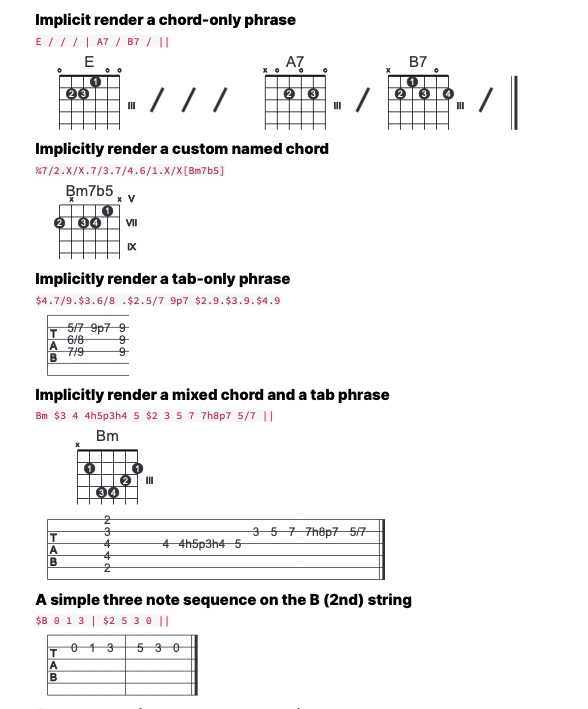 Implicit render a chord-only phrase
E / / / | A7 / B7 / ||
E A7 B7
o o o x o o o x o
1 1
2 3 2 3 2 3 4
III III III
Implicitly render a custom named chord
%7/2.X/X.7/3.7/4.6/1.X/X[Bm7b5]
Bm7b5
x x V
1
2 3 4 VII
IX
Implicitly render a tab-only phrase
$4.7/9.$3.6/8 .$2.5/7 9p7 $2.9.$3.9.$4.9
5/7 9p7 9
T
6/8 9
A
7/9 9
B
Implicitly render a mixed chord and a tab phrase
Bm $3 4 4h5p3h4 5 $2 3 5 7 7h8p7 5/7 ||
Bm
x
1 1
2 III
3 4
2
3 3 5 7 7h8p7 5/7
T
4 4 4h5p3h4 5
A
4
B
2
A simple three note sequence on the B (2nd) string
$B 0 1 3 | $2 5 3 0 ||
0 1 3 5 3 0
T
A
B